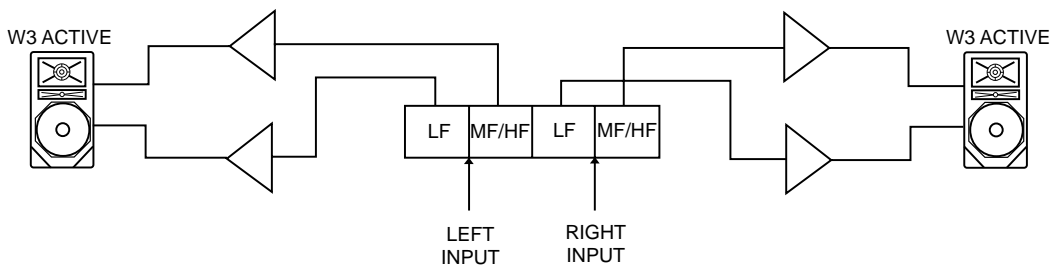 W3 ACTIVE
W3 ACTIVE
LF
MF/HF
LF
MF/HF
LEFT
INPUT
RIGHT
INPUT